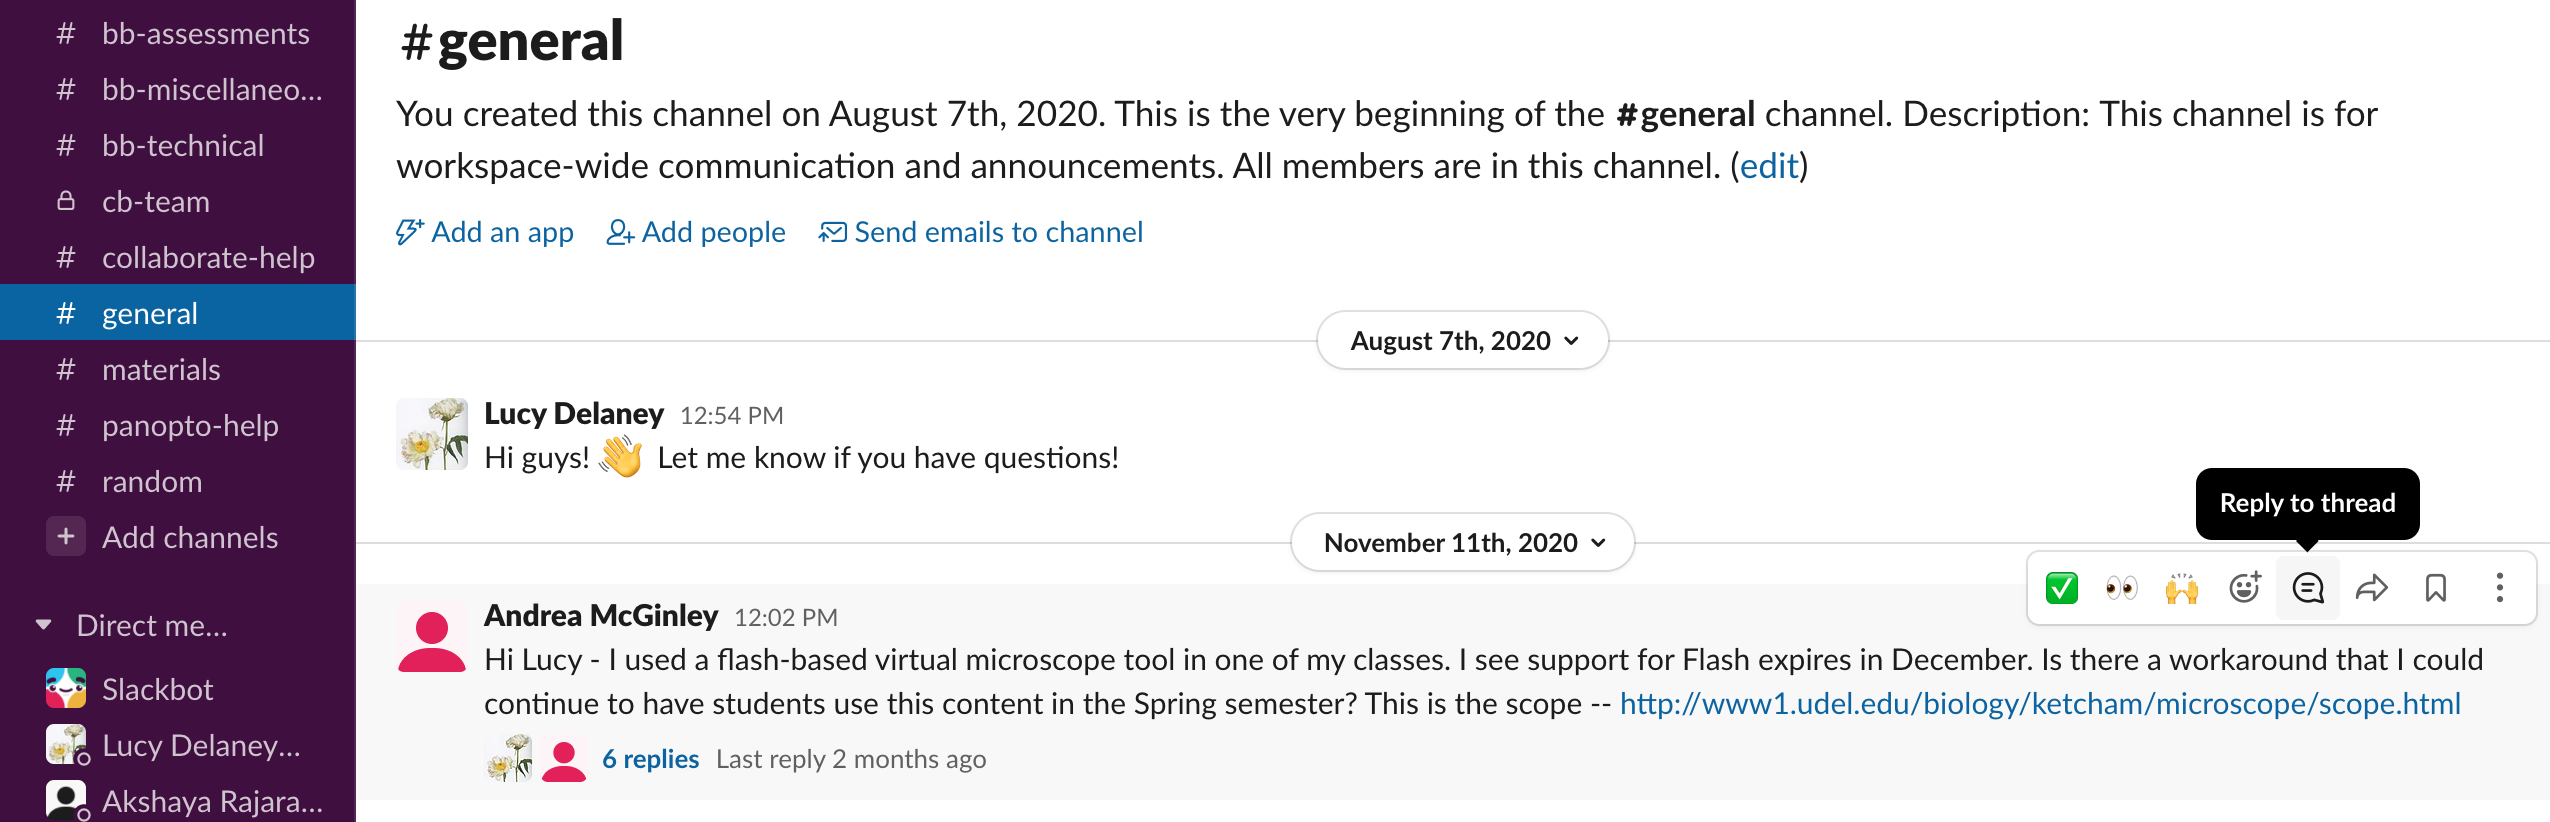 # bb-assessments
# bb-miscellaneo...
# bb-technical
cb-team
# collaborate-help
# general
# materials
# panopto-help
# random
+ Add channels
Direct me...
Slackbot
Lucy Delaney...
Akshaya Rajara...
#general
You created this channel on August 7th, 2020. This is the very beginning of the #general channel. Description: This channel is for
workspace-wide communication and announcements. All members are in this channel. (edit)
Add an app Add people Send emails to channel
August 7th, 2020
Lucy Delaney 12:54 PM
Hi guys! 👋 Let me know if you have questions!
Reply to thread
November 11th, 2020
Andrea McGinley 12:02 PM
Hi Lucy - I used a flash-based virtual microscope tool in one of my classes. I see support for Flash expires in December. Is there a workaround that I could
continue to have students use this content in the Spring semester? This is the scope -- http://www1.udel.edu/biology/ketcham/microscope/scope.html
6 replies Last reply 2 months ago